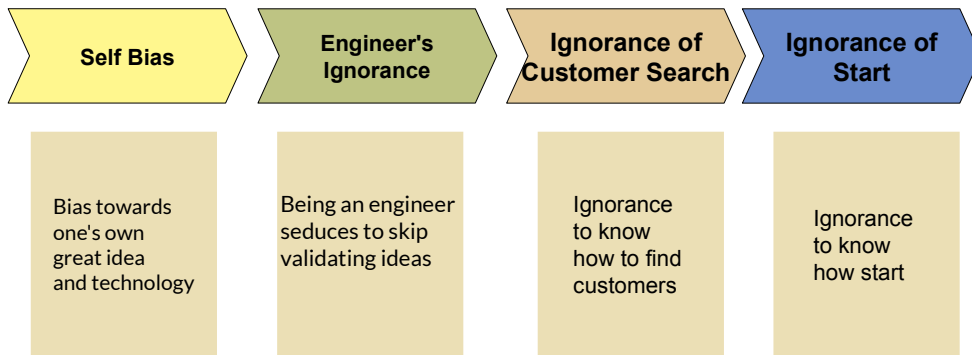 Self Bias
Engineer's
Ignorance
Ignorance of
Customer Search
Ignorance of
Start
Bias towards
one's own
great idea
and technology
Being an engineer
seduces to skip
validating ideas
Ignorance
to know
how to find
customers
Ignorance
to know
how start